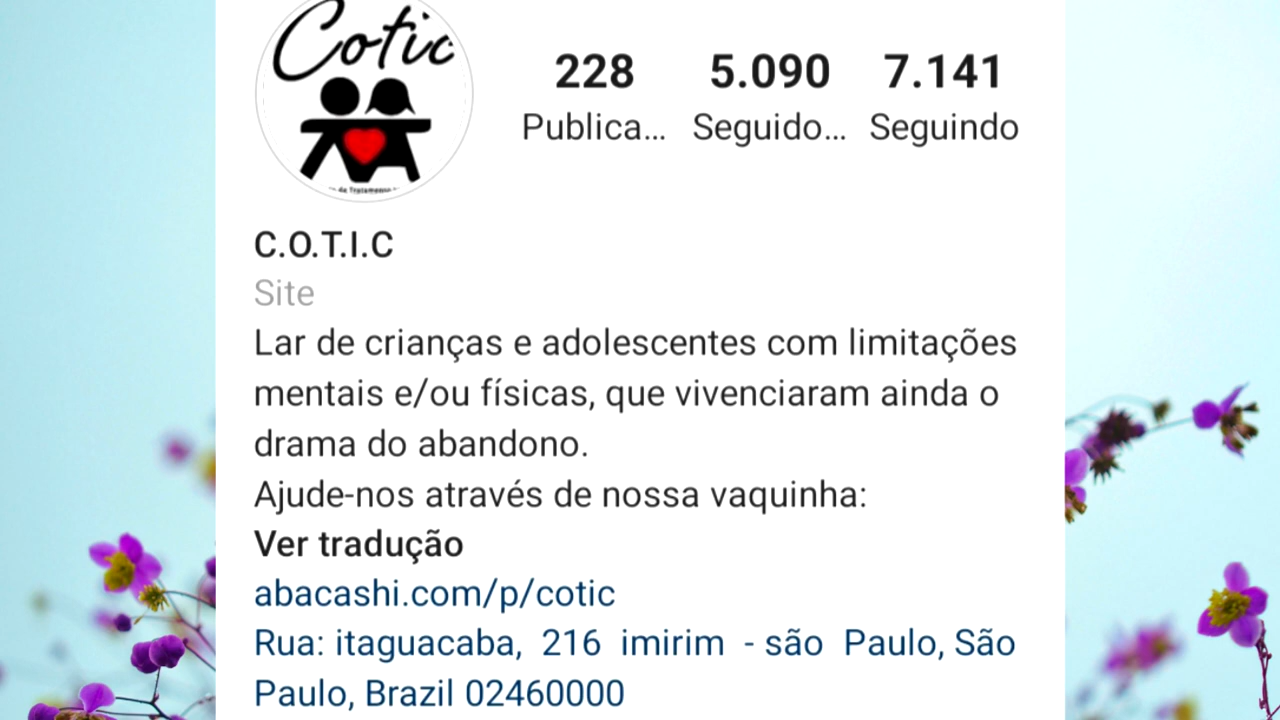 Cotic
de Tratamento
228 5.090 7.141
Publica... Seguido... Seguindo
C.O.T.I.C
Site
Lar de crianças e adolescentes com limitações
mentais e/ou físicas, que vivenciaram ainda o
drama do abandono.
Ajude-nos através de nossa vaquinha:
Ver tradução
abacashi.com/p/cotic
Rua: itaguacaba, 216 imirim - são Paulo, São
Paulo, Brazil 02460000